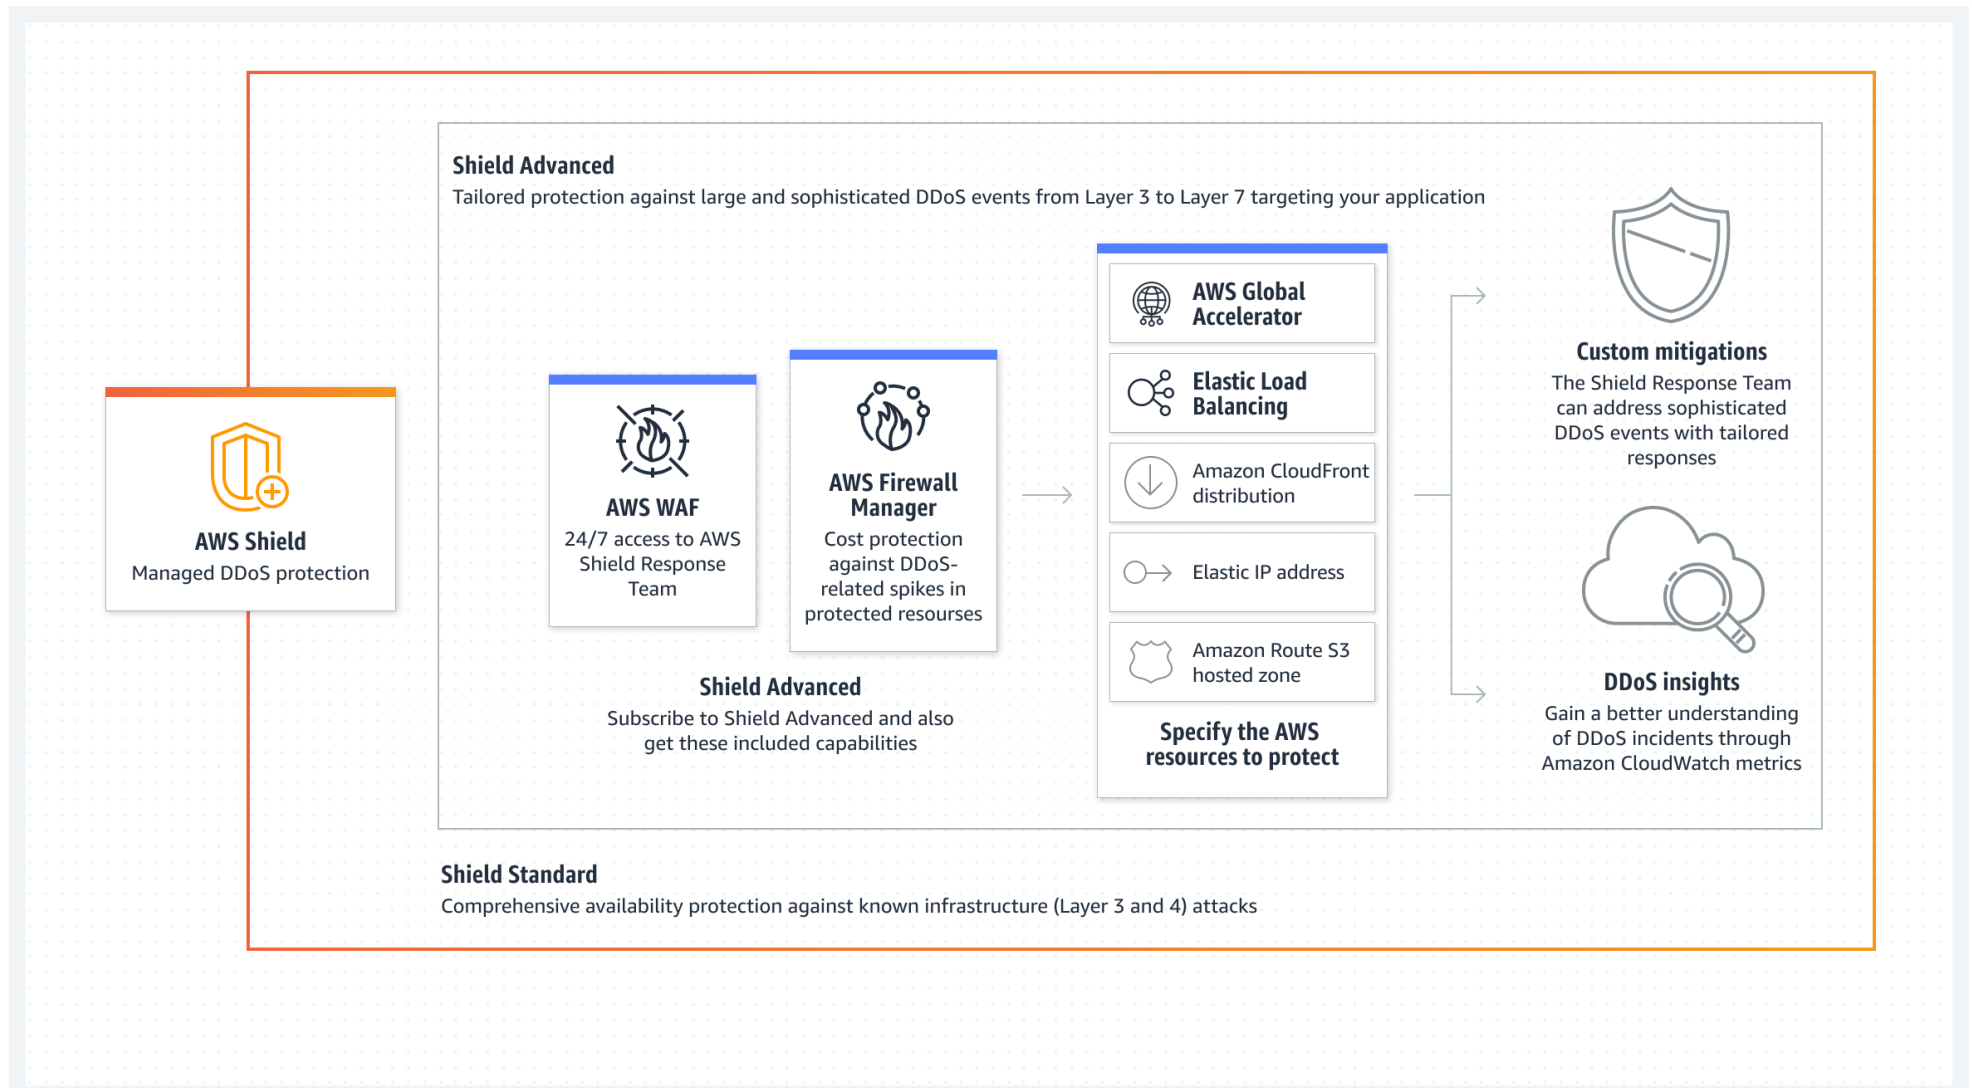 Shield Advanced
Tailored protection against large and sophisticated DDoS events from Layer 3 to Layer 7 targeting your application
AWS Shield
Managed DDoS protection
AWS WAF
24/7 access to AWS
Shield Response
Team
AWS Firewall
Manager
Cost protection
against DDoS-
related spikes in
protected resourses
Shield Advanced
Subscribe to Shield Advanced and also
get these included capabilities
AWS Global
Accelerator
Elastic Load
Balancing
Amazon CloudFront
distribution
Elastic IP address
Amazon Route S3
hosted zone
Specify the AWS
resources to protect
Custom mitigations
The Shield Response Team
can address sophisticated
DDoS events with tailored
responses
DDoS insights
Gain a better understanding
of DDoS incidents through
Amazon CloudWatch metrics
Shield Standard
Comprehensive availability protection against known infrastructure (Layer 3 and 4) attacks